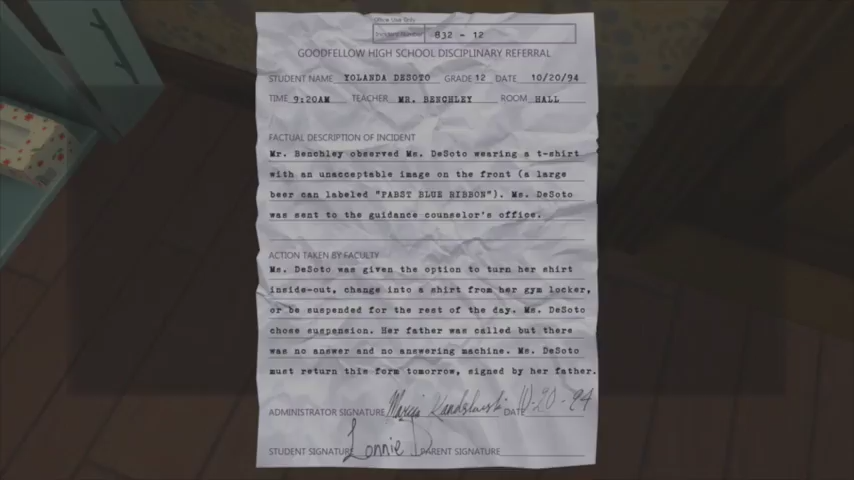 Office Use Only
Incident Number 832 - 12
GOODFELLOW HIGH SCHOOL DISCIPLINARY REFERRAL
STUDENT NAME YOLANDA DESOTO GRADE 12 DATE 10/20/94
TIME 9:20AM TEACHER MR. BENCHLEY ROOM HALL
FACTUAL DESCRIPTION OF INCIDENT
Mr. Benchley observed Ms. DeSoto wearing a t-shirt
with an unacceptable image on the front (a large
beer can labeled "PABST BLUE RIBBON"). Ms. DeSoto
was sent to the guidance counselor's office.
ACTION TAKEN BY FACULTY
Ms. DeSoto was given the option to turn her shirt
inside-out, change into a shirt from her gym locker,
or be suspended for the rest of the day. Ms. DeSoto
chose suspension. Her father was called but there
was no answer and no answering machine. Ms. DeSoto
must return this form tomorrow, signed by her father.
ADMINISTRATOR SIGNATURE DATE 10-20-94
STUDENT SIGNATURE Lonnie D PARENT SIGNATURE